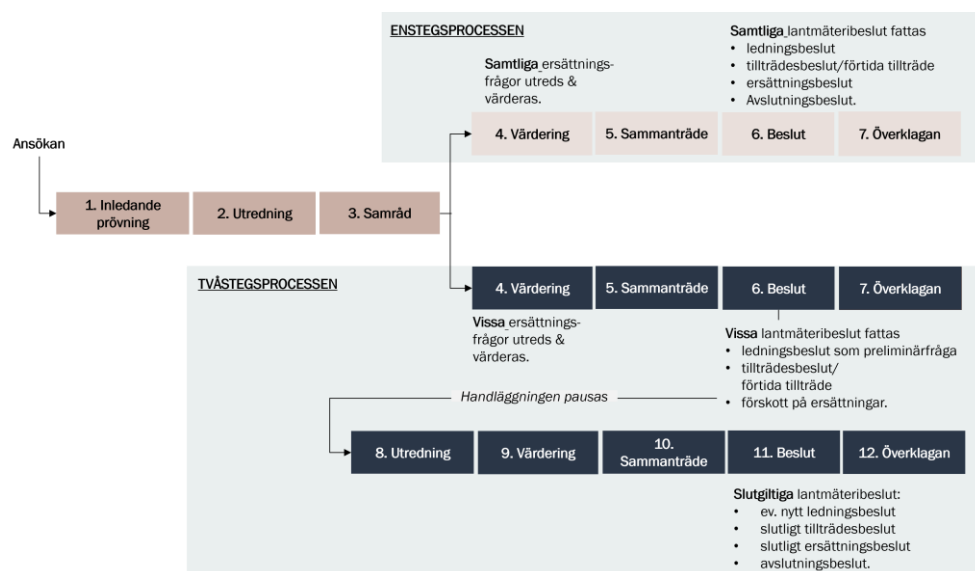 ENSTEGSPROCESSEN
Samtliga ersättnings-
frågor utreds &
värderas.
Samtliga lantmäteribeslut fattas
• ledningsbeslut
• tillträdesbeslut/förtida tillträde
• ersättningsbeslut
• Avslutningsbeslut.
4. Värdering
5. Sammanträde
6. Beslut
7. Överklagan
Ansökan
1. Inledande
prövning
2. Utredning
3. Samråd
TVÅSTEGSPROCESSEN
4. Värdering
5. Sammanträde
6. Beslut
7. Överklagan
Vissa ersättnings-
frågor utreds &
värderas.
Vissa lantmäteribeslut fattas
• ledningsbeslut som preliminärfråga
• tillträdesbeslut/
förtida tillträde
• förskott på ersättningar.
Handläggningen pausas
8. Utredning
9. Värdering
10.
Sammanträde
11. Beslut
12. Överklagan
Slutgiltiga lantmäteribeslut:
• ev. nytt ledningsbeslut
• slutligt tillträdesbeslut
• slutligt ersättningsbeslut
• avslutningsbeslut.